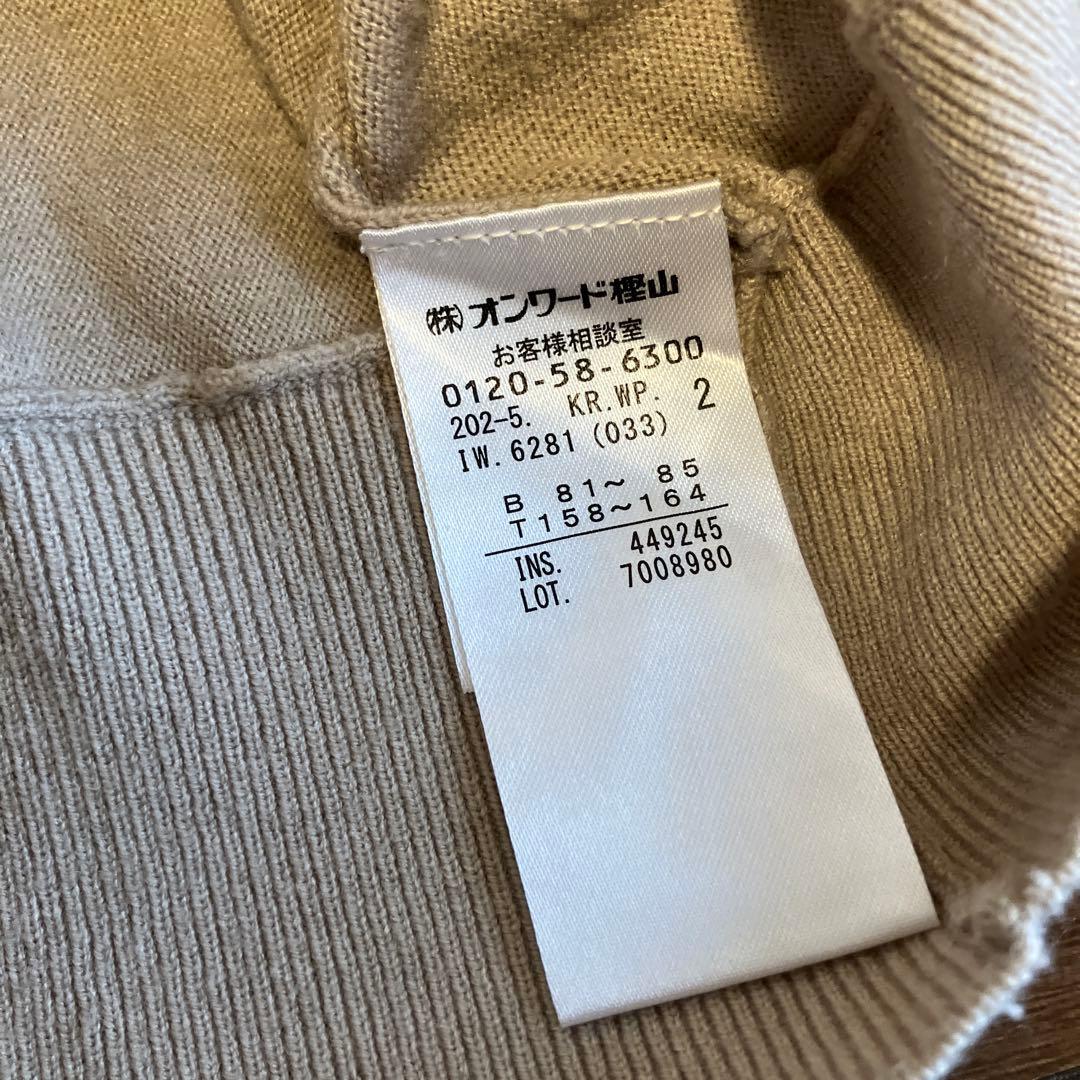 (株)オンワード樫山
お客様相談室
0120-58-6300
202-5. KR.WP. 2
IW.6281(033)
B 81~ 85
T158~164
INS. 449245
LOT. 7008980